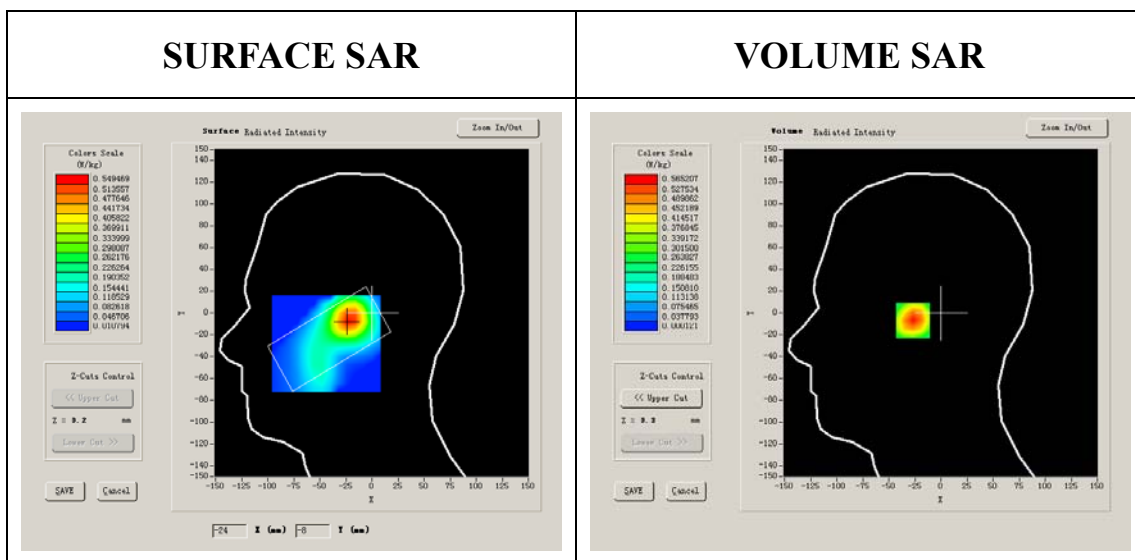 SURFACE SAR
VOLUME SAR
Surface Radiated Intensity
Zoom In/Out
Colors Scale
(W/kg)
0.549469
0.513557
0.477646
0.441734
0.405822
0.369911
0.333999
0.298087
0.262176
0.226264
0.190352
0.154441
0.118529
0.082618
0.046706
0.010794
150
140
120
100
80
60
40
20
0
-20
-40
-60
-80
-100
-120
-140
-150
Y
-150 -125 -100 -75 -50 -25 0 25 50 75 100 125 150
X
Z-Cuts Control
<< Upper Cut
Lower Cut >>
SAVE Cancel
-24 X (mm) -8 Y (mm)
Volume Radiated Intensity
Zoom In/Out
Colors Scale
(W/kg)
0.565207
0.527534
0.489862
0.452189
0.414517
0.376845
0.339172
0.301500
0.263827
0.226155
0.188483
0.150810
0.113138
0.075465
0.037793
0.000121
150
140
120
100
80
60
40
20
0
-20
-40
-60
-80
-100
-120
-140
-150
Y
-150 -125 -100 -75 -50 -25 0 25 50 75 100 125 150
X
Z-Cuts Control
<< Upper Cut
Lower Cut >>
SAVE Cancel